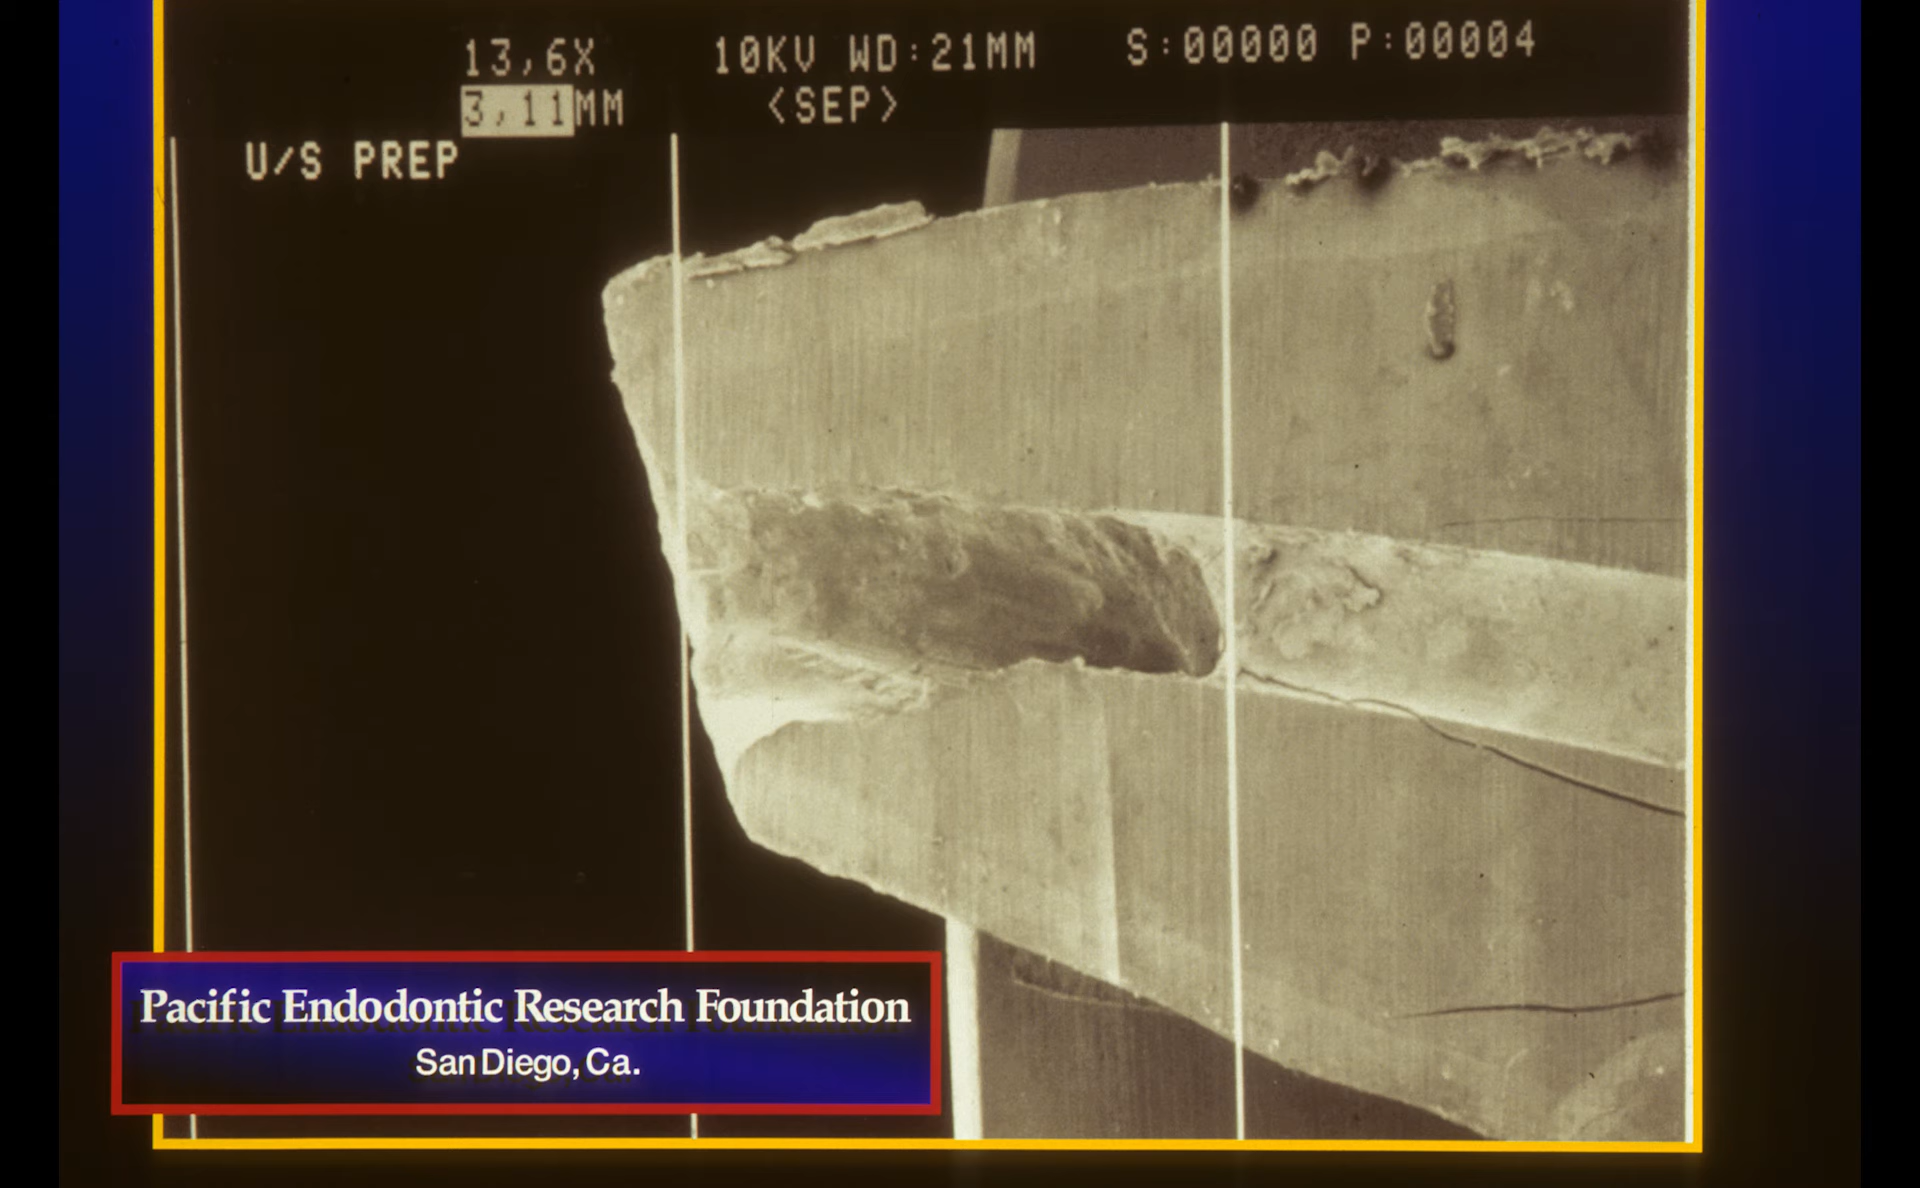 13,6X 10KV WD:21MM S:00000 P:00004
3,11MM <SEP>
U/S PREP
Pacific Endodontic Research Foundation
San Diego, Ca.